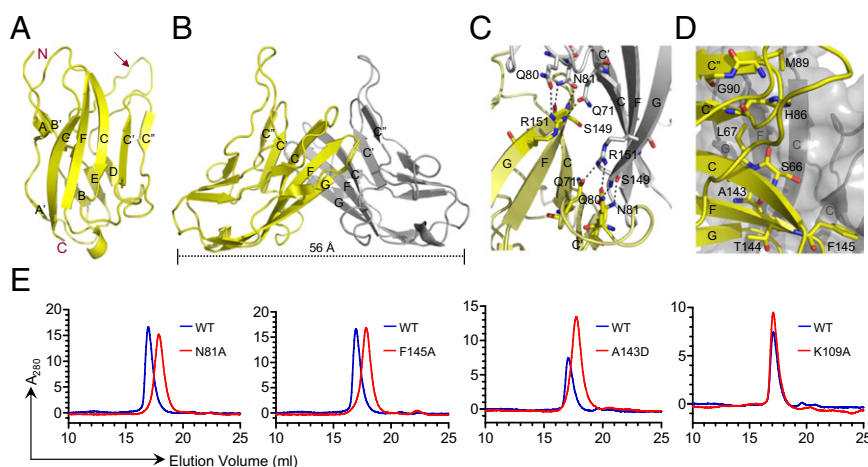 A
N
A
B'
G
F
C
C'
C"
E
D
B
A'
C
B
C"
C'
C
F
G
C"
C'
C
F
G
56 Å
C
Q80
N81
C'
Q71
C
F
G
R151
S149
G
F
C
R151
Q71
S149
Q80
N81
C'
D
C"
M89
G90
C'
H86
L67
F
C
G
C
S66
A143
F
C
G
T144
F145
E
20
15
10
5
0
WT
N81A
10 15 20 25
20
15
10
5
0
WT
F145A
10 15 20 25
15
10
5
0
WT
A143D
10 15 20 25
10
5
0
WT
K109A
10 15 20 25
A280
Elution Volume (ml)